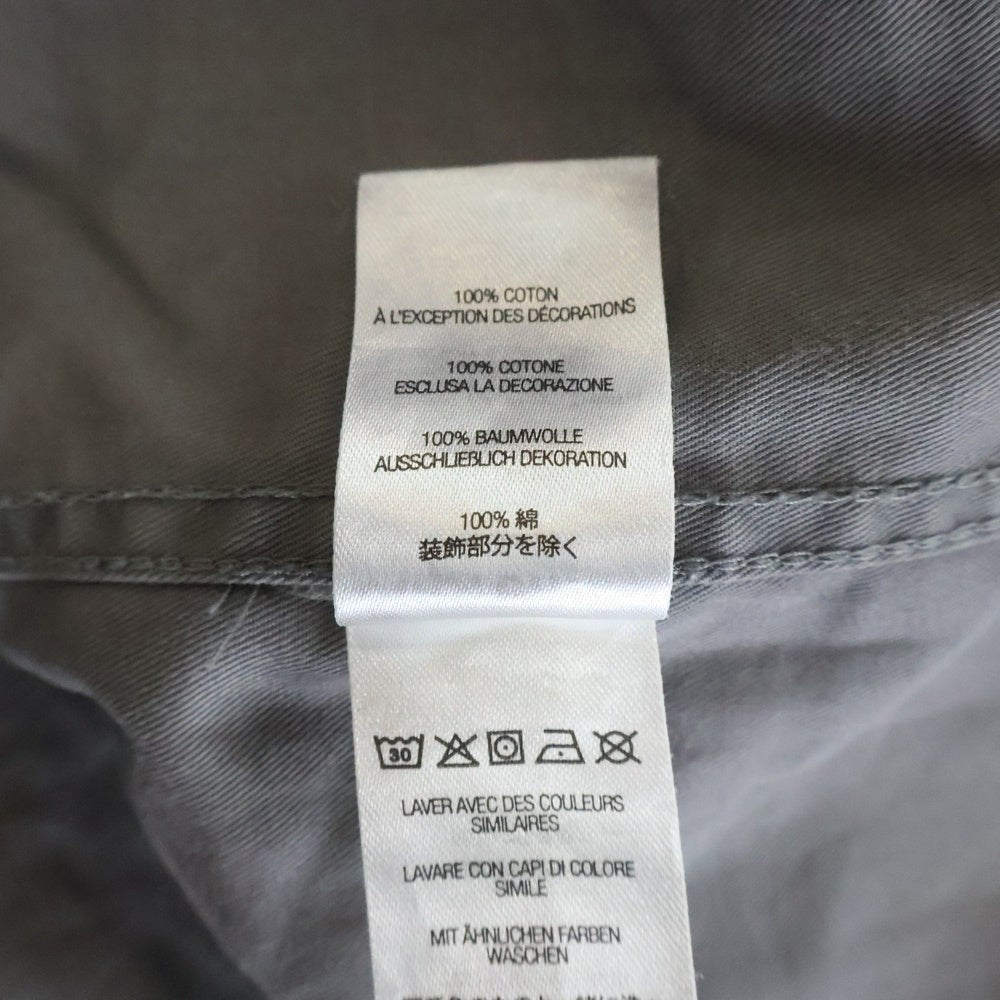 100% COTON
À L'EXCEPTION DES DÉCORATIONS
100% COTONE
ESCLUSA LA DECORAZIONE
100% BAUMWOLLE
AUSSCHLIEßLICH DEKORATION
100% 綿
装飾部分を除く
30
LAVER AVEC DES COULEURS
SIMILAIRES
LAVARE CON CAPI DI COLORE
SIMILE
MIT ÄHNLICHEN FARBEN
WASCHEN